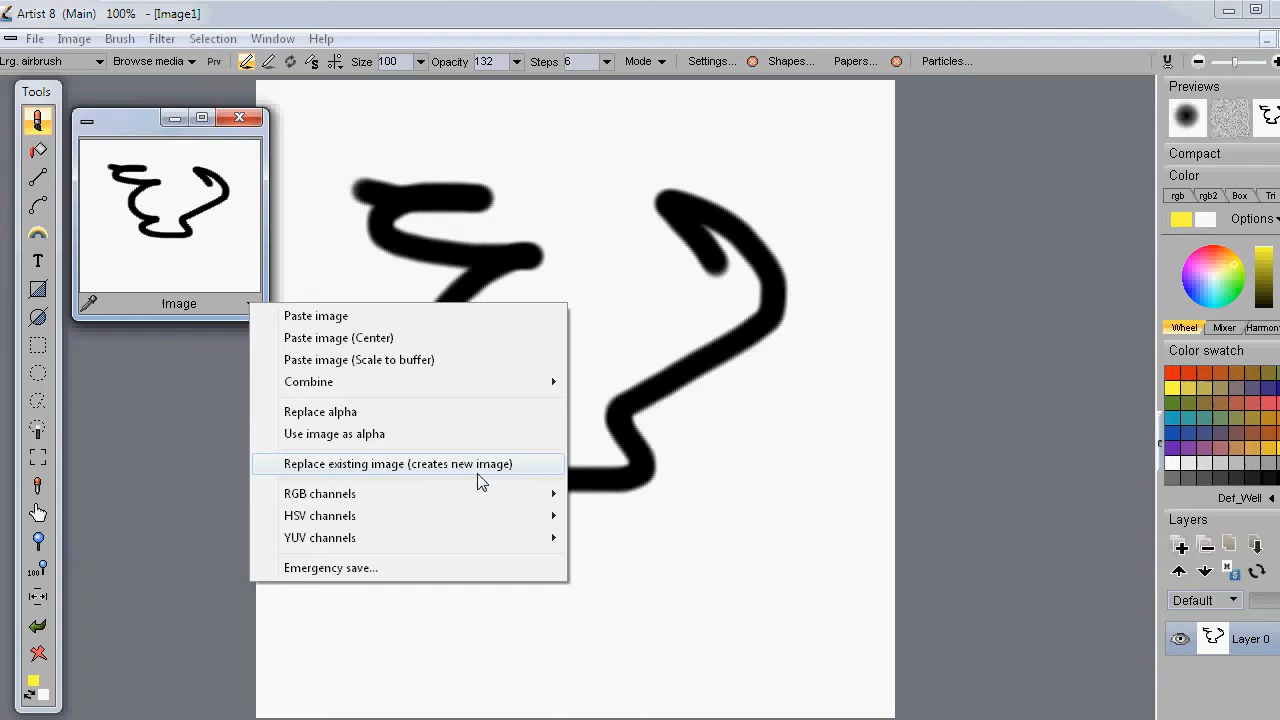 Artist 8 (Main) 100% - [Image1]
File Image Brush Filter Selection Window Help
Lrg. airbrush Browse media Prv Size 100 Opacity 132 Steps 6 Mode Settings... Shapes... Papers... Particles...
Tools
T
100
Image
Paste image
Paste image (Center)
Paste image (Scale to buffer)
Combine
Replace alpha
Use image as alpha
Replace existing image (creates new image)
RGB channels
HSV channels
YUV channels
Emergency save...
Previews
Compact
Color
rgb rgb2 Box Tri
Options
Wheel Mixer Harmon
Color swatch
Def_Well
Layers
M
S
Default
Layer 0